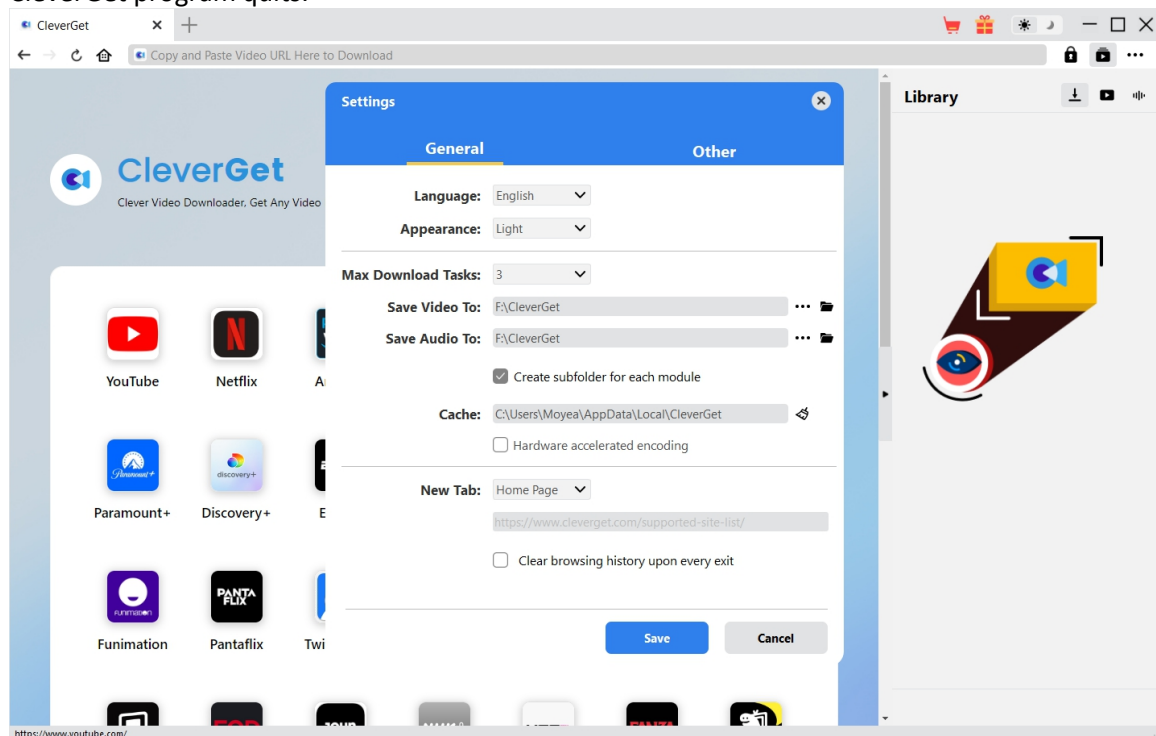 CleverGet program quits.
CleverGet
Copy and Paste Video URL Here to Download
Settings
Library
General
Other
CleverGet
Clever Video Downloader, Get Any Video
Language: English
Appearance: Light
Max Download Tasks: 3
Save Video To: F:\CleverGet
Save Audio To: F:\CleverGet
Create subfolder for each module
Cache: C:\Users\Moyea\AppData\Local\CleverGet
Hardware accelerated encoding
New Tab: Home Page
https://www.cleverget.com/supported-site-list/
Clear browsing history upon every exit
Save
Cancel
YouTube
Netflix
Paramount+
discovery+
Paramount+
Discovery+
E
FUNIMATION
PANTA
FLIX
Funimation
Pantaflix
Twi
https://www.youtube.com/